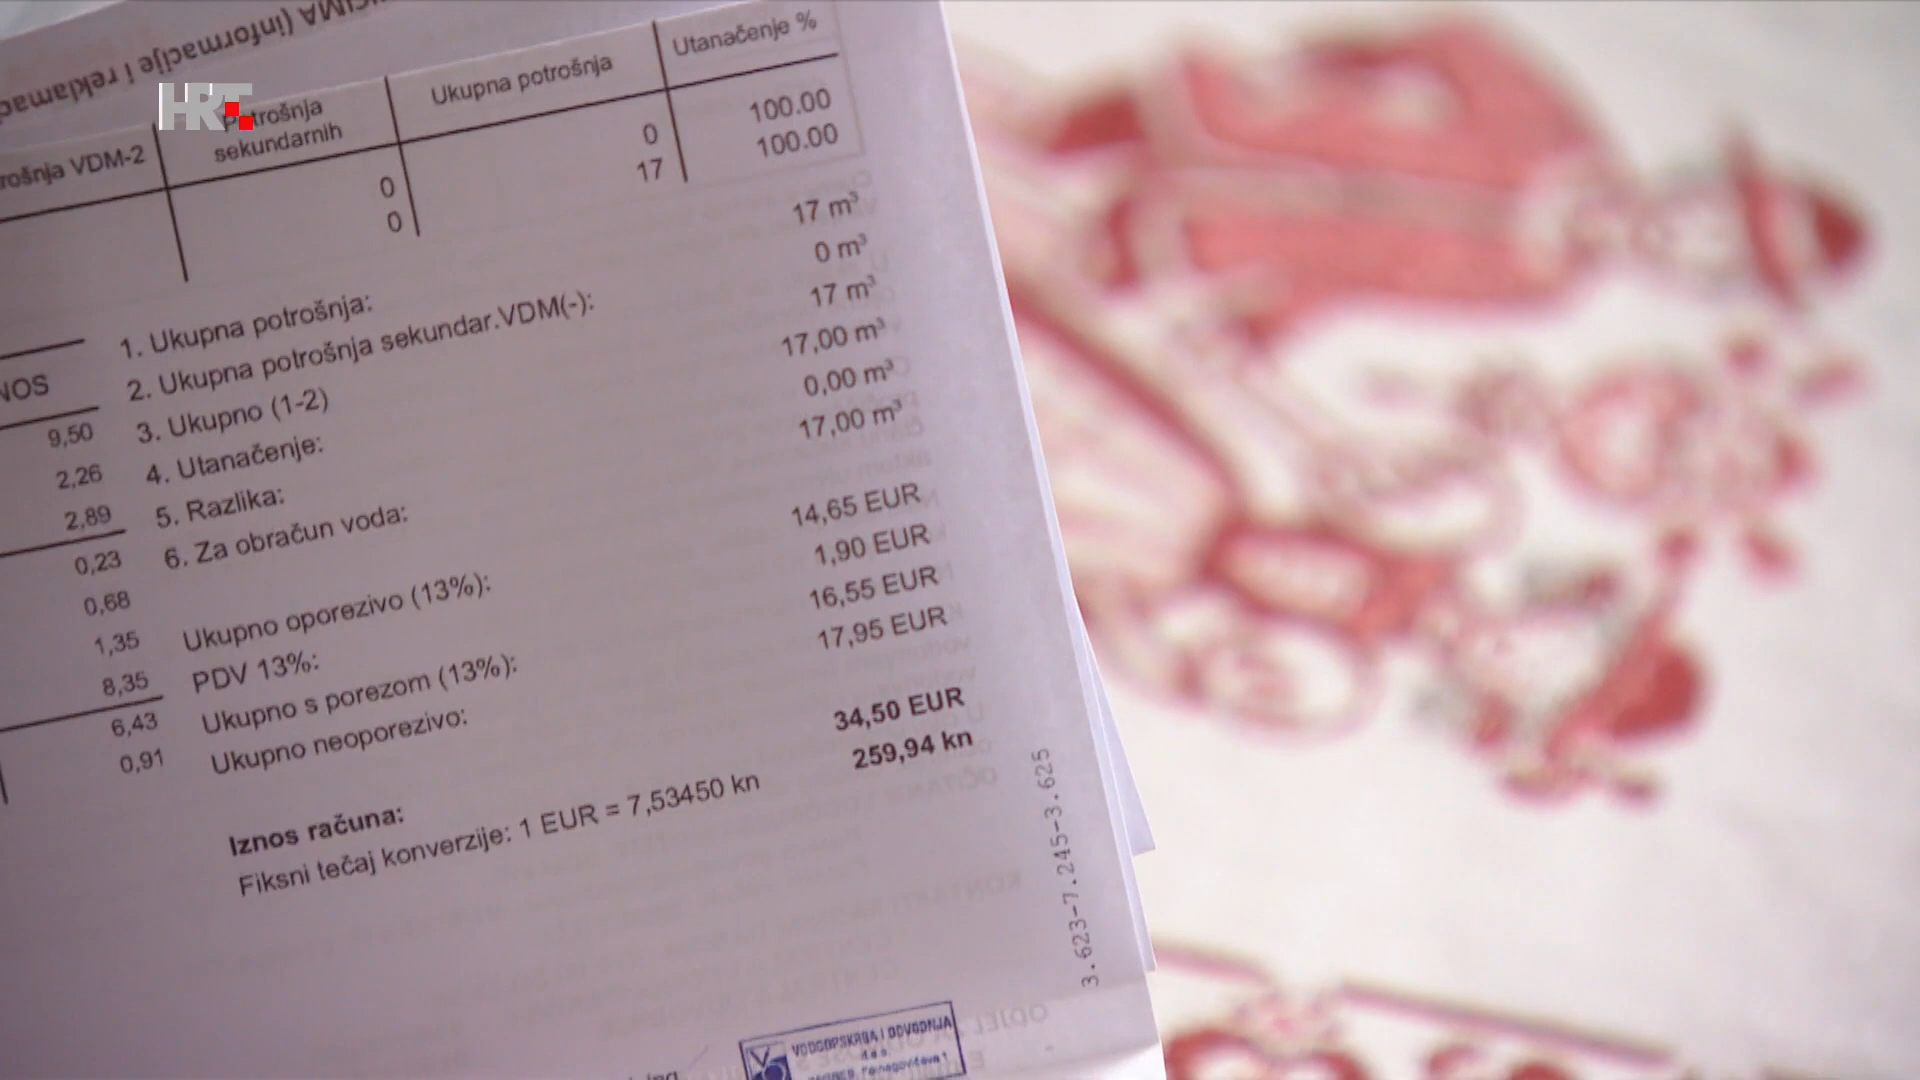 (informacije i reklamac
HRT
rošnja VDM-2
Potrošnja
sekundarnih
Ukupna potrošnja
Utanačenje %
0
0
0
17
100.00
100.00
1. Ukupna potrošnja: 17 m³
2. Ukupna potrošnja sekundar.VDM(-): 0 m³
3. Ukupno (1-2) 17 m³
4. Utanačenje: 17,00 m³
5. Razlika: 0,00 m³
6. Za obračun voda: 17,00 m³
NOS
9,50
2,26
2,89
0,23
0,68
1,35
8,35
6,43
0,91
Ukupno oporezivo (13%): 14,65 EUR
PDV 13%: 1,90 EUR
Ukupno s porezom (13%): 16,55 EUR
Ukupno neoporezivo: 17,95 EUR
Iznos računa: 34,50 EUR
259,94 kn
Fiksni tečaj konverzije: 1 EUR = 7,53450 kn
3.623-7.245-3.625
VODOOPSKRBA I ODVODNJA
d.o.o.
ZAGREB, Folnegovićeva 1